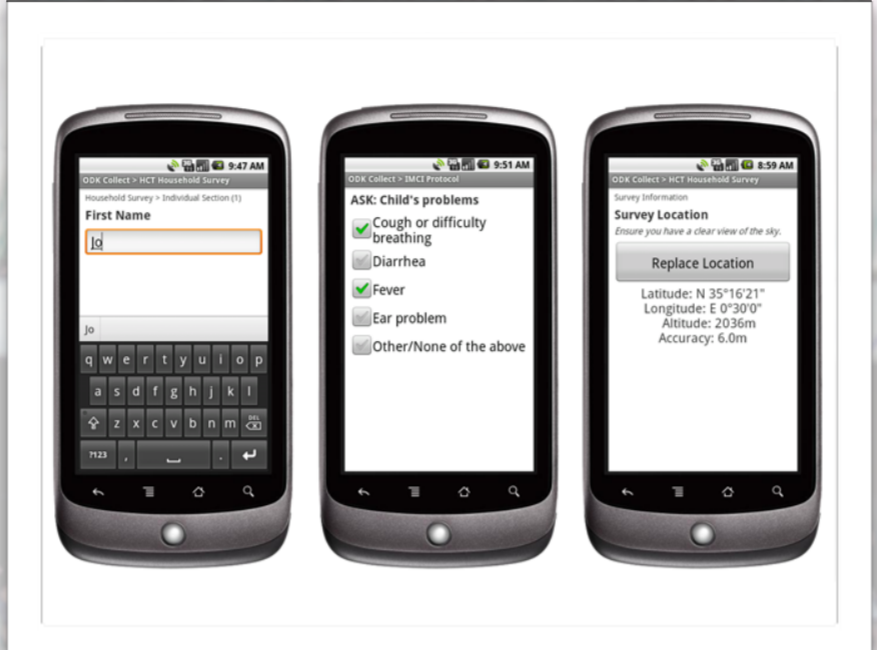 9:47 AM
ODK Collect > HCT Household Survey
Household Survey > Individual Section (1)
First Name
Jo
Jo
q w e r t y u i o p
a s d f g h j k l
z x c v b n m DEL
?123 , .
9:51 AM
ODK Collect > IMCI Protocol
ASK: Child's problems
Cough or difficulty
breathing
Diarrhea
Fever
Ear problem
Other/None of the above
8:59 AM
ODK Collect > HCT Household Survey
Survey Information
Survey Location
Ensure you have a clear view of the sky.
Replace Location
Latitude: N 35°16'21"
Longitude: E 0°30'0"
Altitude: 2036m
Accuracy: 6.0m